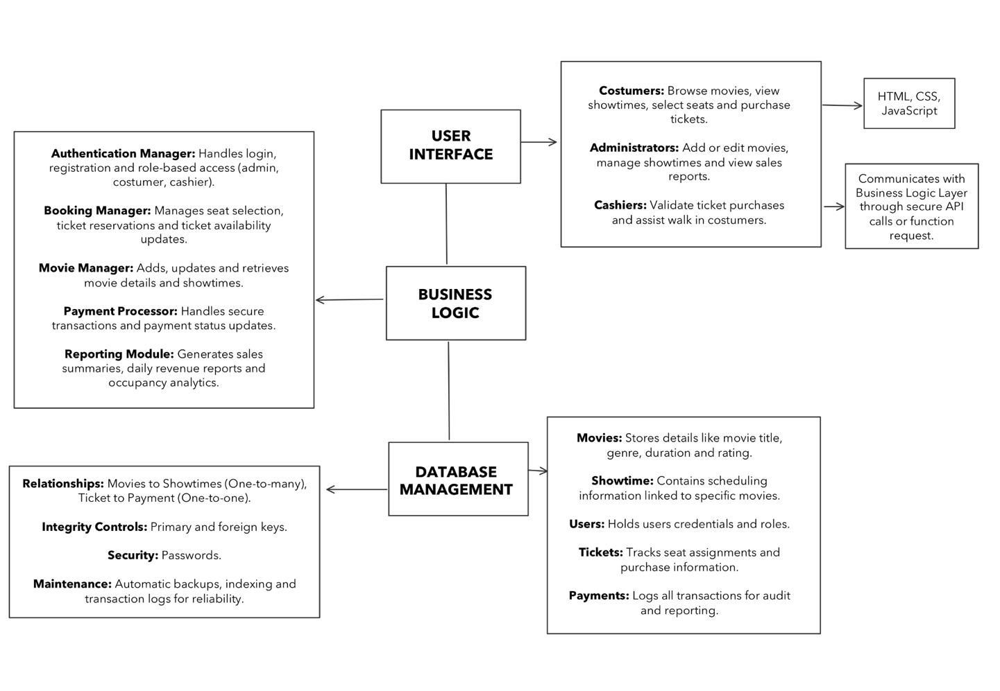 USER
INTERFACE
Costumers: Browse movies, view
showtimes, select seats and purchase
tickets.
Administrators: Add or edit movies,
manage showtimes and view sales
reports.
Cashiers: Validate ticket purchases
and assist walk in costumers.
HTML, CSS,
JavaScript
Communicates with
Business Logic Layer
through secure API
calls or function
request.
BUSINESS
LOGIC
Authentication Manager: Handles login,
registration and role-based access (admin,
costumer, cashier).
Booking Manager: Manages seat selection,
ticket reservations and ticket availability
updates.
Movie Manager: Adds, updates and retrieves
movie details and showtimes.
Payment Processor: Handles secure
transactions and payment status updates.
Reporting Module: Generates sales
summaries, daily revenue reports and
occupancy analytics.
DATABASE
MANAGEMENT
Relationships: Movies to Showtimes (One-to-many),
Ticket to Payment (One-to-one).
Integrity Controls: Primary and foreign keys.
Security: Passwords.
Maintenance: Automatic backups, indexing and
transaction logs for reliability.
Movies: Stores details like movie title,
genre, duration and rating.
Showtime: Contains scheduling
information linked to specific movies.
Users: Holds users credentials and roles.
Tickets: Tracks seat assignments and
purchase information.
Payments: Logs all transactions for audit
and reporting.